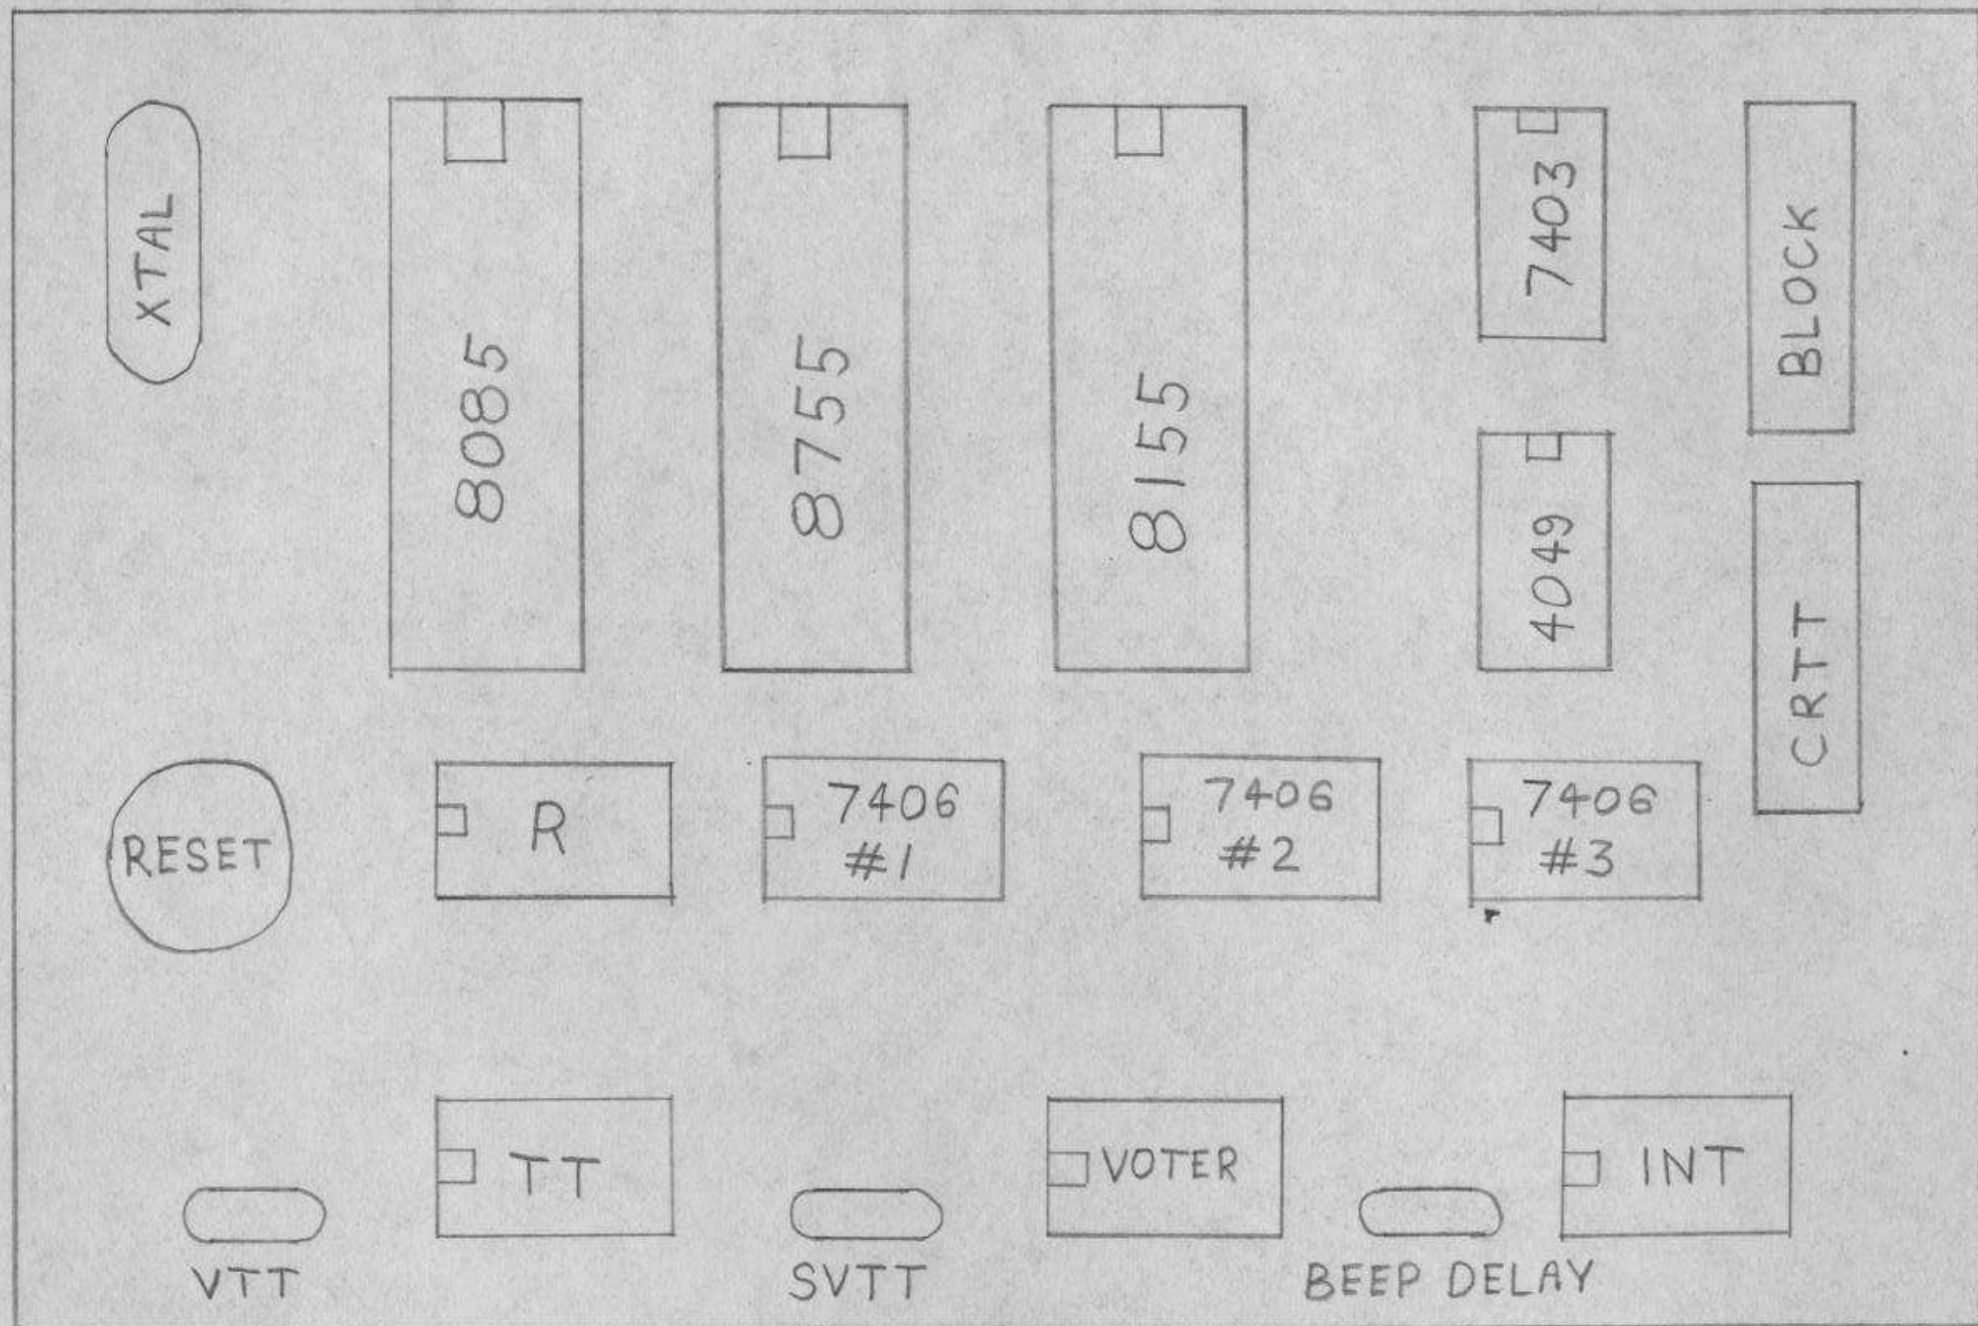 XTAL
8085
8755
8155
7403
BLOCK
4049
CRTT
RESET
R
7406
#1
7406
#2
7406
#3
TT
VOTER
INT
VTT
SVTT
BEEP DELAY